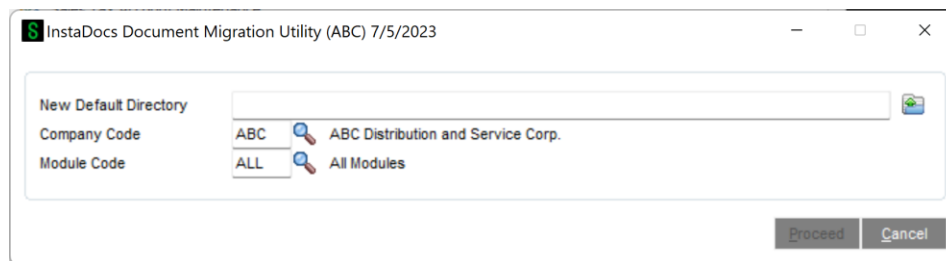 S InstaDocs Document Migration Utility (ABC) 7/5/2023
New Default Directory
Company Code ABC ABC Distribution and Service Corp.
Module Code ALL All Modules
Proceed Cancel